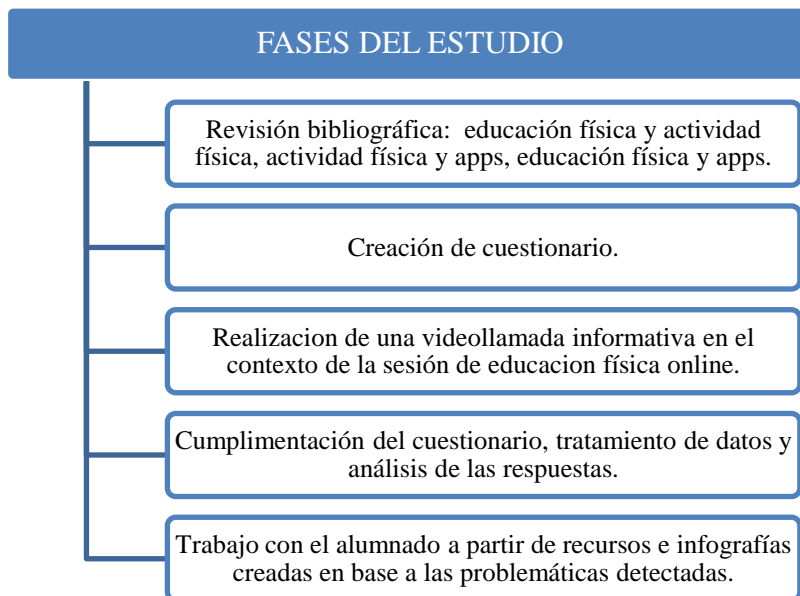 FASES DEL ESTUDIO
Revisión bibliográfica: educación física y actividad
física, actividad física y apps, educación física y apps.
Creación de cuestionario.
Realizacion de una videollamada informativa en el
contexto de la sesión de educacion física online.
Cumplimentación del cuestionario, tratamiento de datos y
análisis de las respuestas.
Trabajo con el alumnado a partir de recursos e infografías
creadas en base a las problemáticas detectadas.